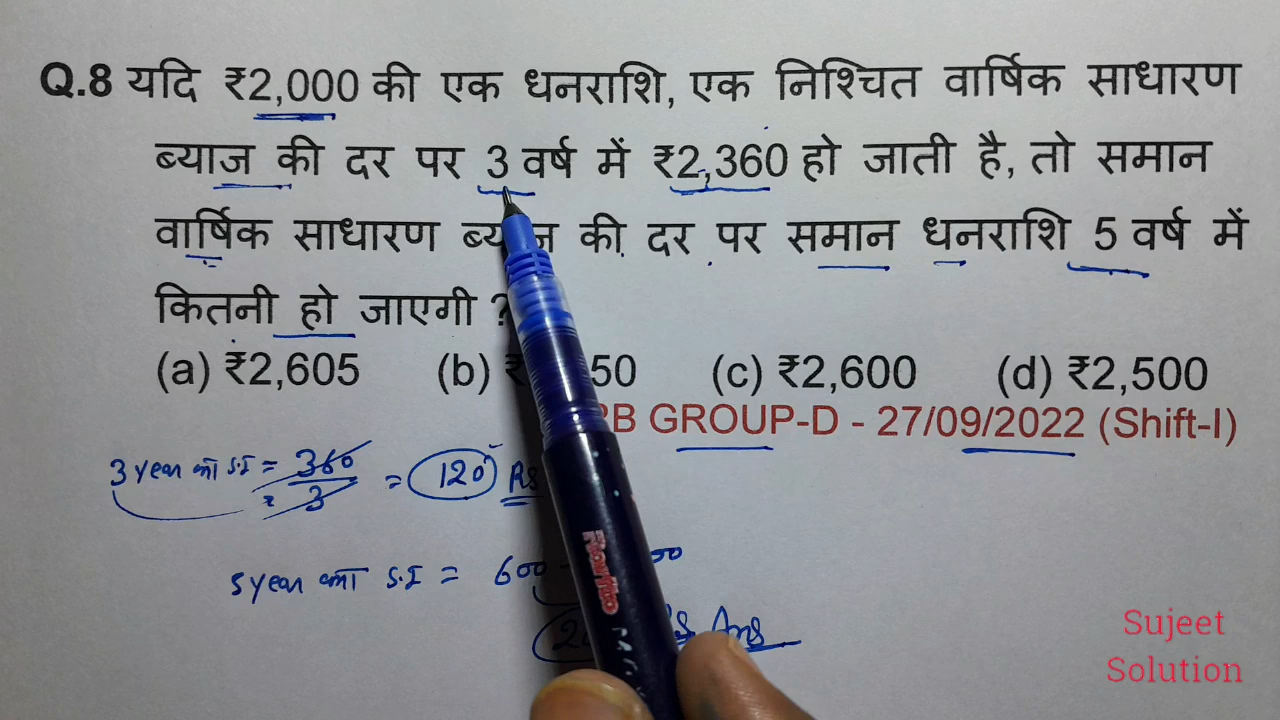 Q.8 यदि ₹2,000 की एक धनराशि, एक निश्चित वार्षिक साधारण
ब्याज की दर पर 3 वर्ष में ₹2,360 हो जाती है, तो समान
वार्षिक साधारण की दर पर समान धनराशि 5 वर्ष में
कितनी हो जाएगी ?
(a) ₹2,605 (b) (c) ₹2,600 (d) ₹2,500
GROUP-D - 27/09/2022 (Shift-I)
3 year का S.I = 360/3 = 120 Rs
5 year का S.I = 600
Ans
Sujeet
Solution